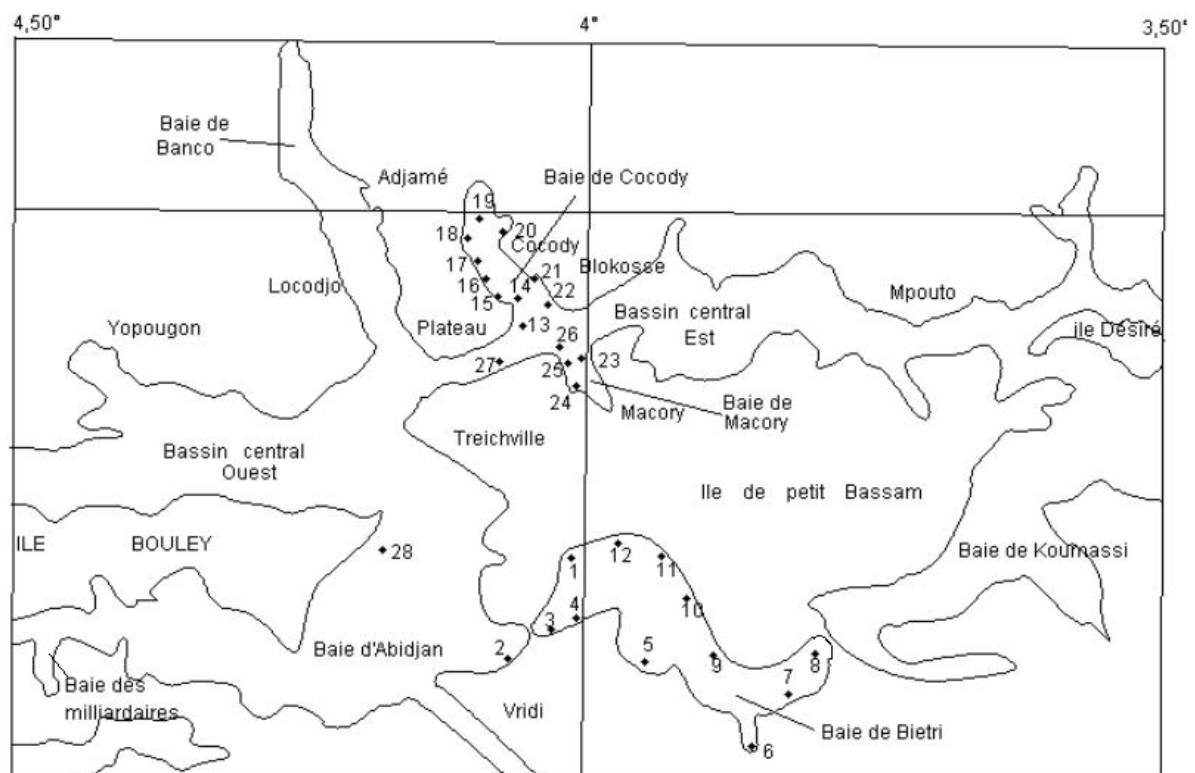 4,50°
4°
3,50°
Baie de
Banco
Adjamé
Baie de Cocody
19
18
20
Cocody
17
Blokosse
21
16
14
22
15
Locodjo
Mpouto
Bassin central
Est
Yopougon
Plateau
13
ile Désiré
26
27
25
23
24
Macory
Baie de
Macory
Treichville
Bassin central
Ouest
Ile de petit Bassam
ILE BOULEY
28
Baie de Koumassi
12
11
1
10
4
3
Baie d'Abidjan
2
5
9
8
Baie des
milliardaires
7
Vridi
Baie de Bietri
6